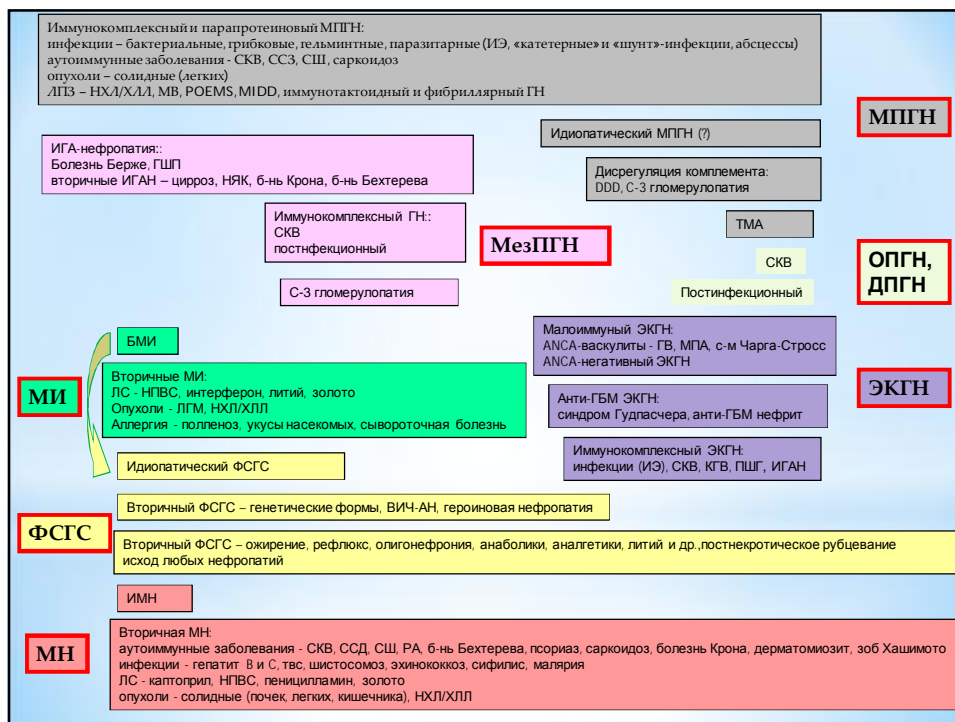 Иммунокомплексный и парапротеиновый МПГН:
инфекции – бактериальные, грибковые, гельминтные, паразитарные (ИЭ, «катетерные» и «шунт»-инфекции, абсцессы)
аутоиммунные заболевания - СКВ, ССЗ, СШ, саркоидоз
опухоли – солидные (легких)
ЛПЗ – НХЛ/ХЛЛ, МВ, POEMS, MIDD, иммунотактоидный и фибриллярный ГН
МПГН
Идиопатический МПГН (?)
ИГА-нефропатия::
Болезнь Берже, ГШП
вторичные ИГАН – цирроз, НЯК, б-нь Крона, б-нь Бехтерева
Дисрегуляция комплемента:
DDD, С-3 гломерулопатия
Иммунокомплексный ГН::
СКВ
постнфекционный
МезПГН
ТМА
СКВ
ОПГН,
ДПГН
С-3 гломерулопатия
Постинфекционный
БМИ
Малоиммуный ЭКГН:
ANCA-васкулиты - ГВ, МПА, с-м Чарга-Стросс
ANCA-негативный ЭКГН
МИ
Вторичные МИ:
ЛС - НПВС, интерферон, литий, золото
Опухоли - ЛГМ, НХЛ/ХЛЛ
Аллергия - полленоз, укусы насекомых, сывороточная болезнь
ЭКГН
Анти-ГБМ ЭКГН:
синдром Гудпасчера, анти-ГБМ нефрит
Иммунокомплексный ЭКГН:
инфекции (ИЭ), СКВ, КГВ, ПШГ, ИГАН
Идиопатический ФСГС
Вторичный ФСГС – генетические формы, ВИЧ-АН, героиновая нефропатия
ФСГС
Вторичный ФСГС – ожирение, рефлюкс, олигонефрония, анаболики, аналгетики, литий и др.,постнекротическое рубцевание
исход любых нефропатий
ИМН
МН
Вторичная МН:
аутоиммунные заболевания - СКВ, ССД, СШ, РА, б-нь Бехтерева, псориаз, саркоидоз, болезнь Крона, дерматомиозит, зоб Хашимото
инфекции - гепатит В и С, твс, шистосомоз, эхинококкоз, сифилис, малярия
ЛС - каптоприл, НПВС, пеницилламин, золото
опухоли - солидные (почек, легких, кишечника), НХЛ/ХЛЛ